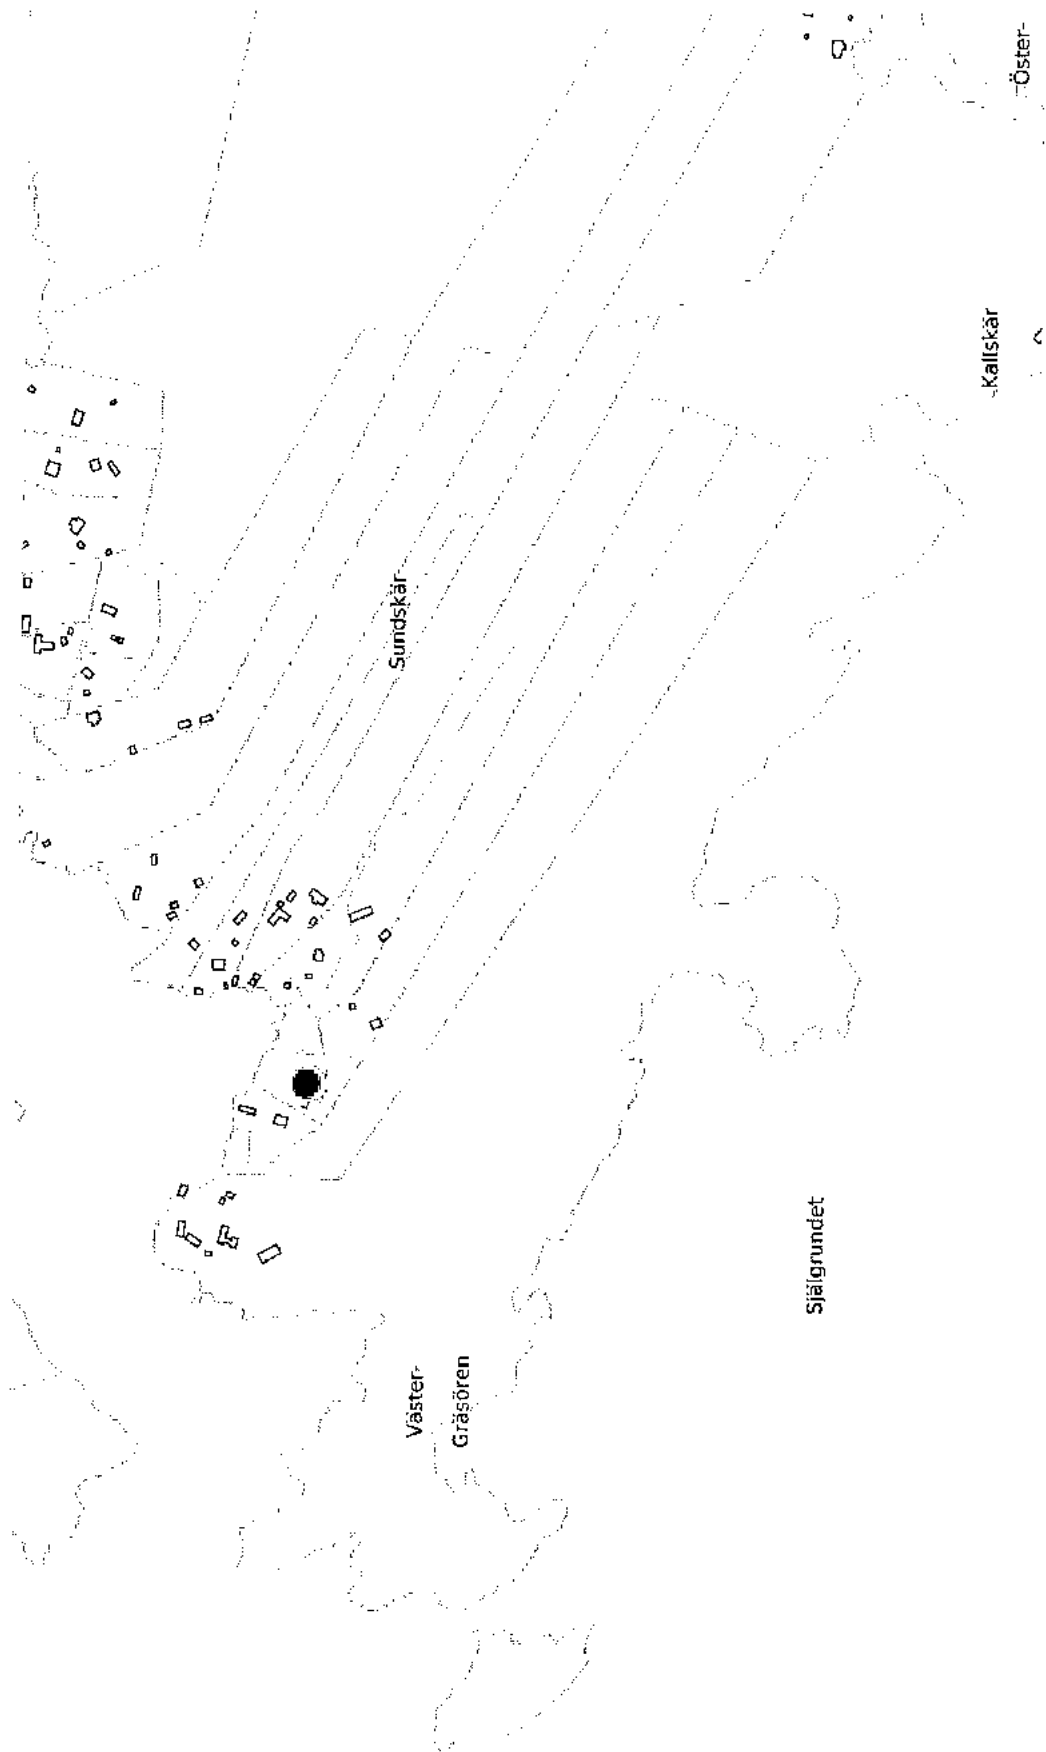 Öster-
Kallskär
Sundskär
Själgrundet
Väster-
Gräsören